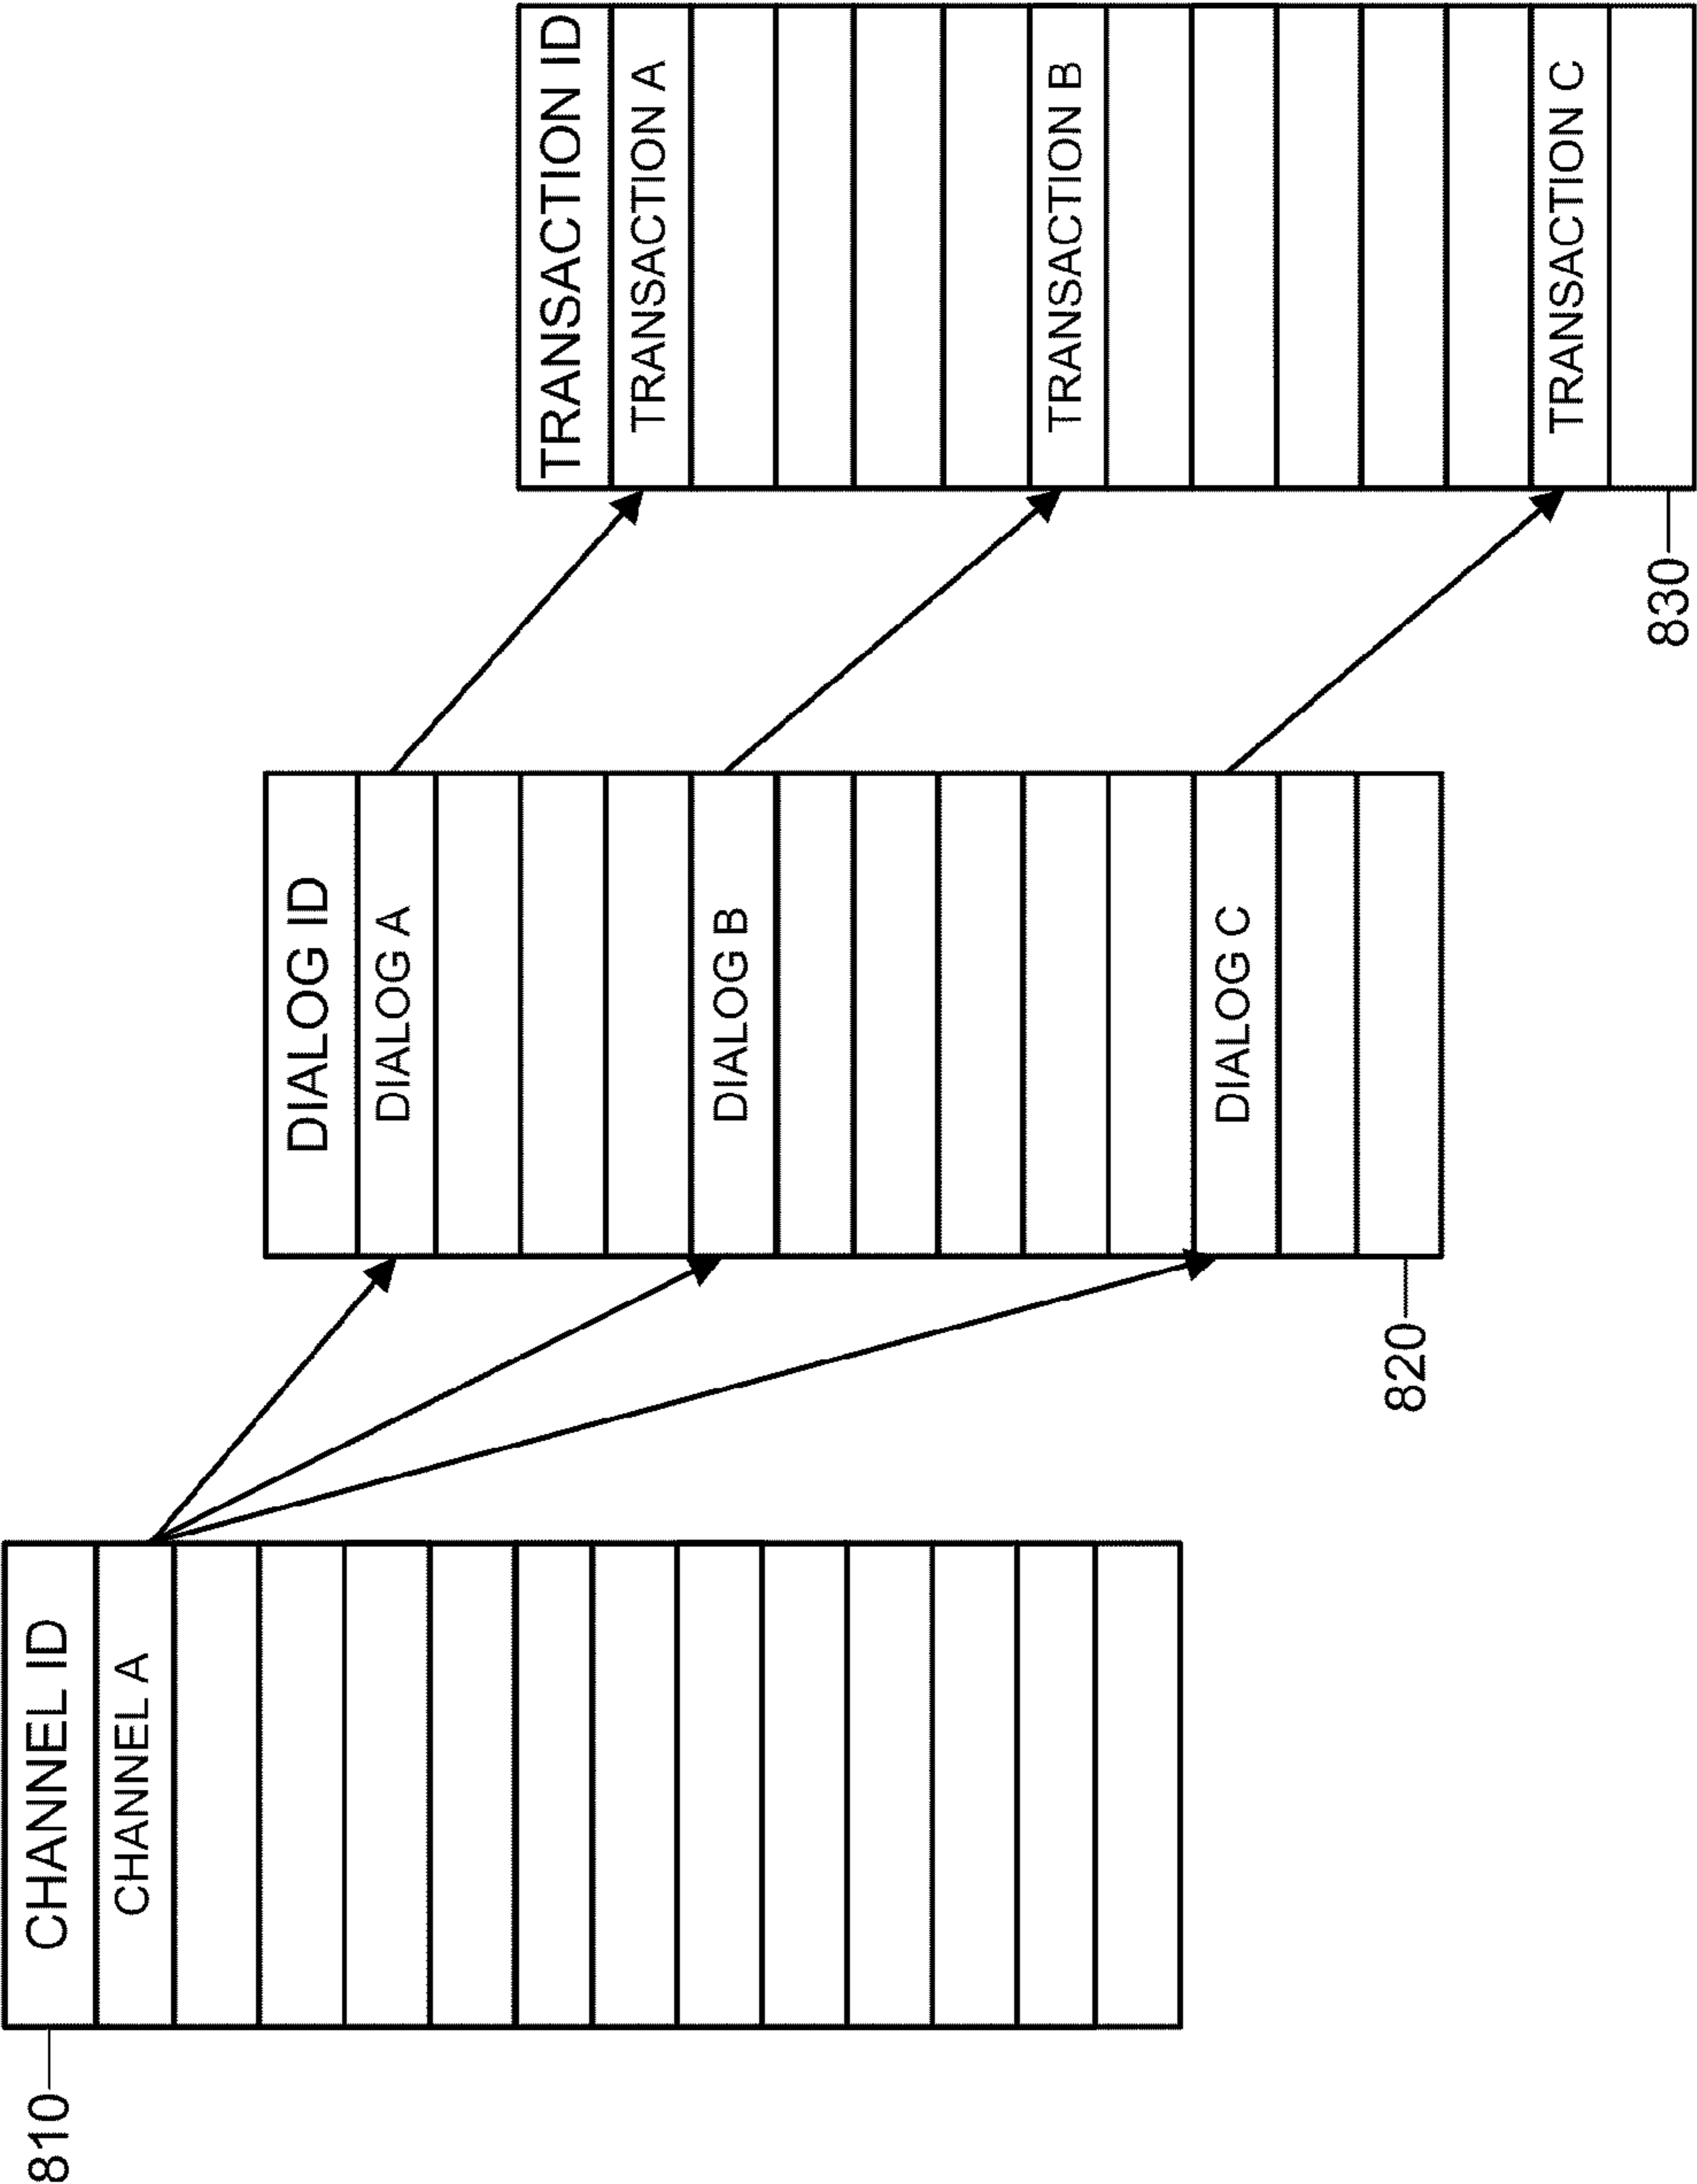 810
CHANNEL ID
CHANNEL A
820
DIALOG ID
DIALOG A
DIALOG B
DIALOG C
830
TRANSACTION ID
TRANSACTION A
TRANSACTION B
TRANSACTION C